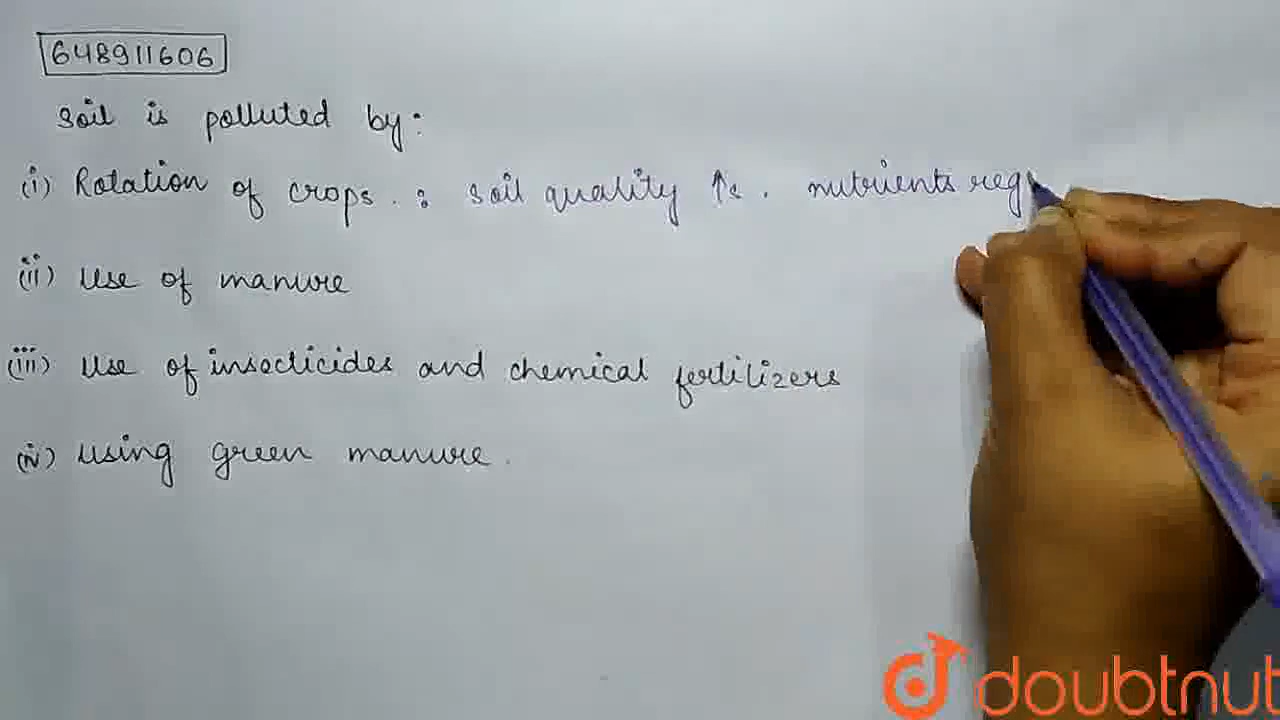 648911606
Soil is polluted by:
(i) Rotation of crops. : soil quality ↑s. nutrients reg
(ii) Use of manure
(iii) Use of insecticides and chemical fertilizers
(iv) Using green manure.
doubtnut